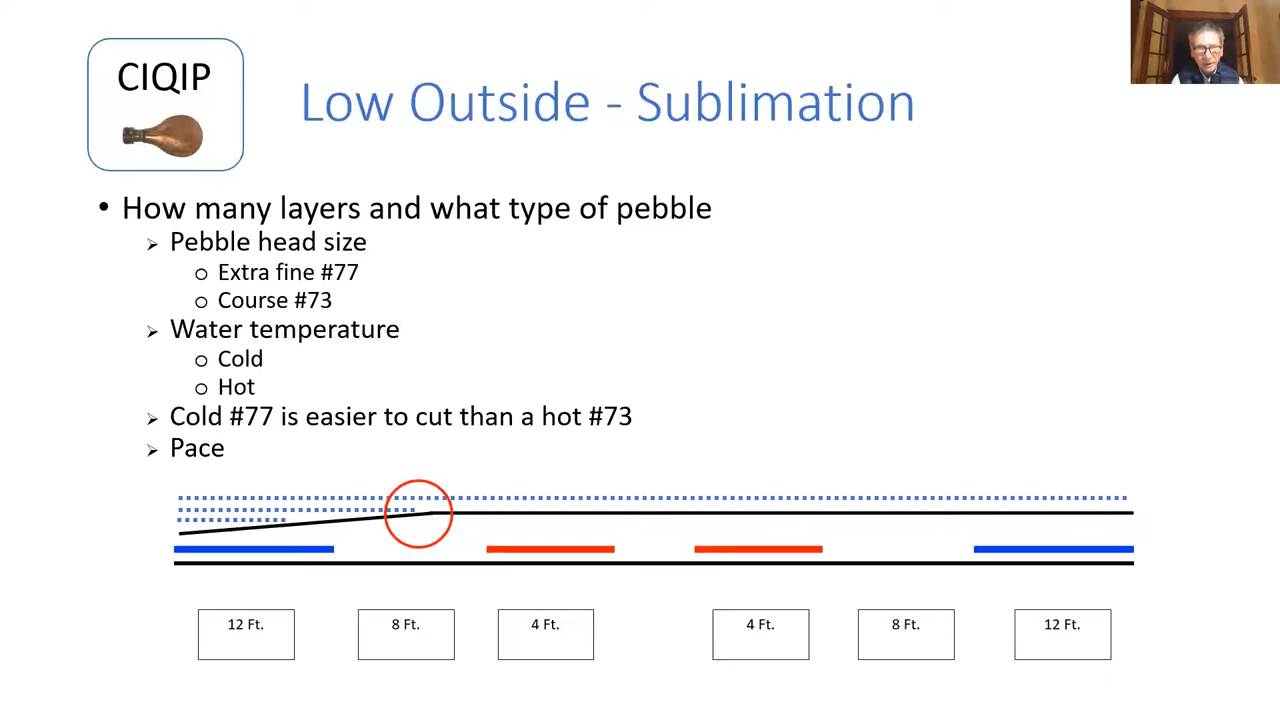 CIQIP
Low Outside - Sublimation
• How many layers and what type of pebble
➢ Pebble head size
o Extra fine #77
o Course #73
➢ Water temperature
o Cold
o Hot
➢ Cold #77 is easier to cut than a hot #73
➢ Pace
12 Ft.
8 Ft.
4 Ft.
4 Ft.
8 Ft.
12 Ft.